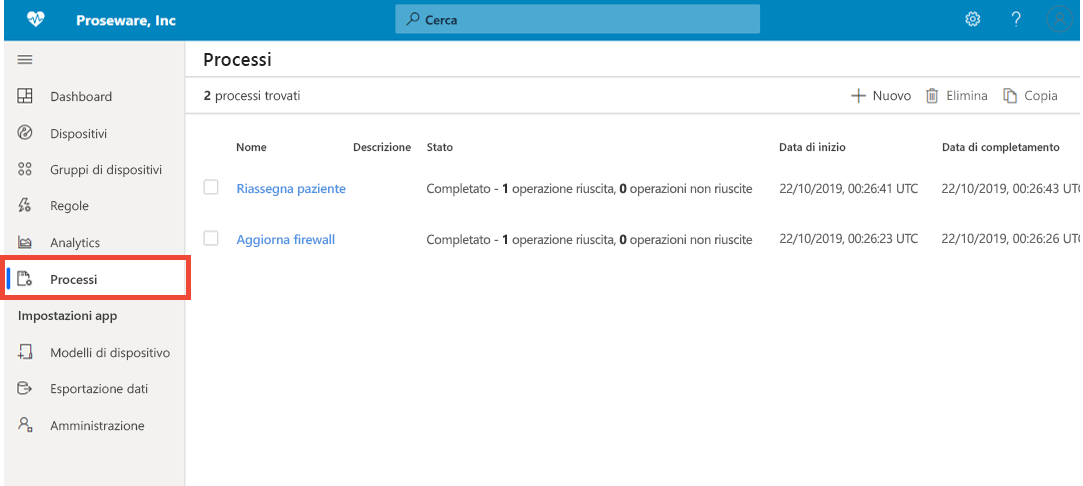 Proseware, Inc
Cerca
Processi
2 processi trovati
Nuovo Elimina Copia
Nome Descrizione Stato Data di inizio Data di completamento
Riassegna paziente Completato - 1 operazione riuscita, 0 operazioni non riuscite 22/10/2019, 00:26:41 UTC 22/10/2019, 00:26:43 UTC
Aggiorna firewall Completato - 1 operazione riuscita, 0 operazioni non riuscite 22/10/2019, 00:26:23 UTC 22/10/2019, 00:26:26 UTC
Dashboard
Dispositivi
Gruppi di dispositivi
Regole
Analytics
Processi
Impostazioni app
Modelli di dispositivo
Esportazione dati
Amministrazione